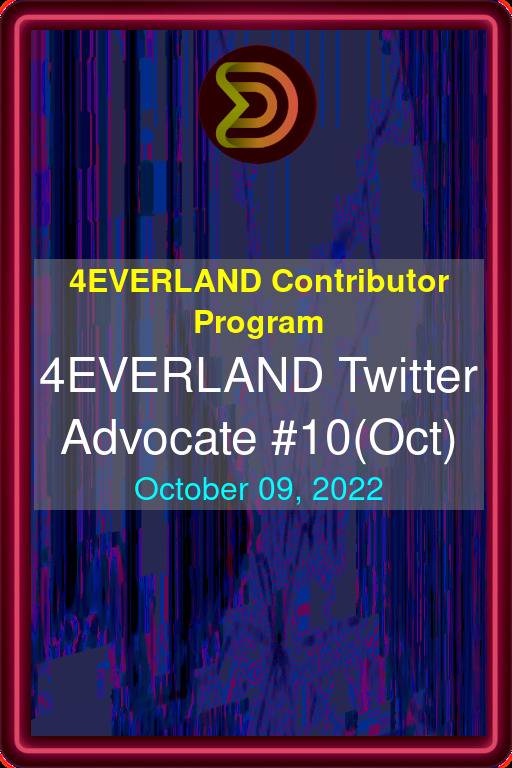 4EVERLAND Contributor
Program
4EVERLAND Twitter
Advocate #10(Oct)
October 09, 2022